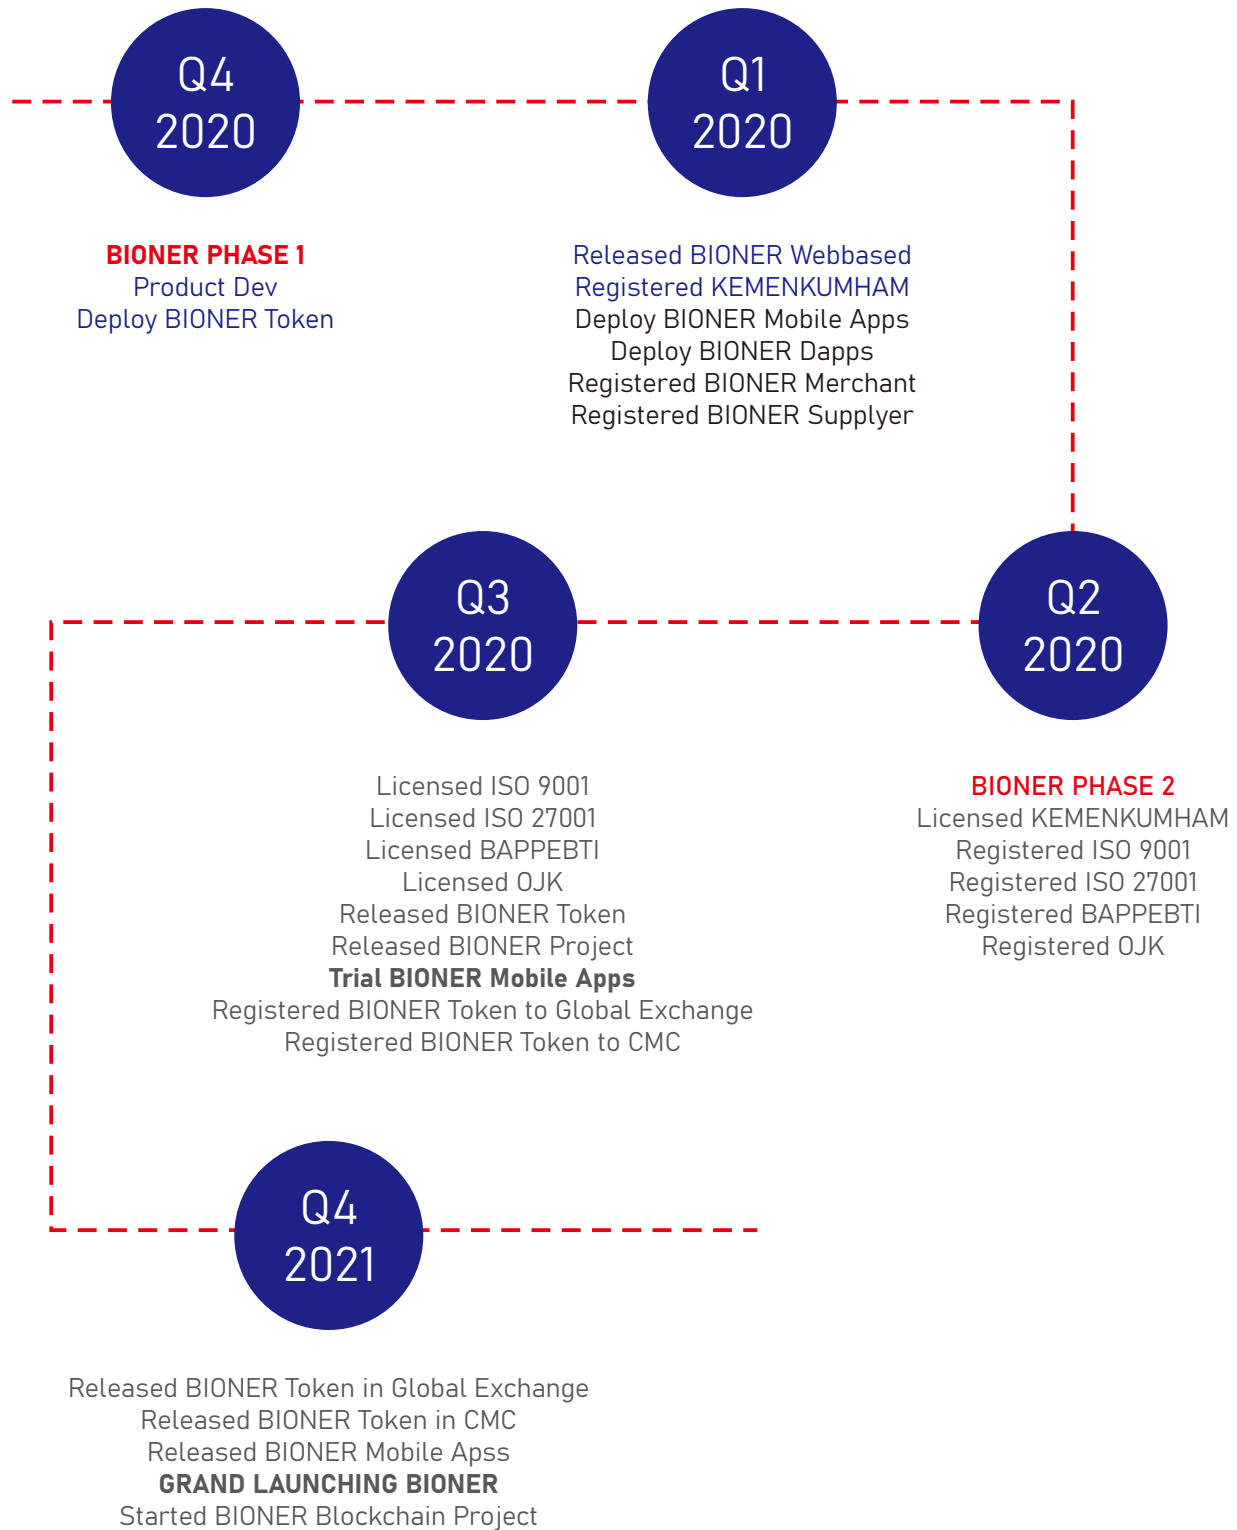 Q4
2020
BIONER PHASE 1
Product Dev
Deploy BIONER Token
Q1
2020
Released BIONER Webbased
Registered KEMENKUMHAM
Deploy BIONER Mobile Apps
Deploy BIONER Dapps
Registered BIONER Merchant
Registered BIONER Supplyer
Q2
2020
BIONER PHASE 2
Licensed KEMENKUMHAM
Registered ISO 9001
Registered ISO 27001
Registered BAPPEBTI
Registered OJK
Q3
2020
Licensed ISO 9001
Licensed ISO 27001
Licensed BAPPEBTI
Licensed OJK
Released BIONER Token
Released BIONER Project
Trial BIONER Mobile Apps
Registered BIONER Token to Global Exchange
Registered BIONER Token to CMC
Q4
2021
Released BIONER Token in Global Exchange
Released BIONER Token in CMC
Released BIONER Mobile Apss
GRAND LAUNCHING BIONER
Started BIONER Blockchain Project